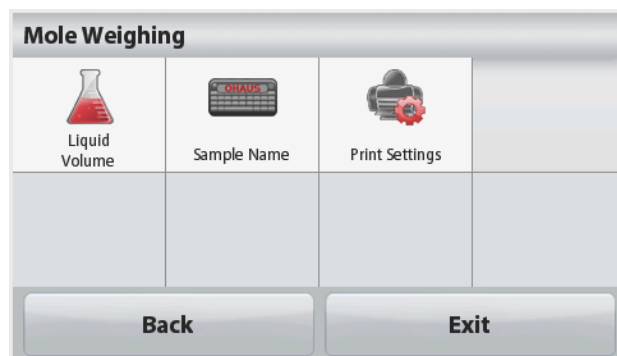 Mole Weighing
OHAUS
Liquid
Volume
Sample Name
Print Settings
Back
Exit